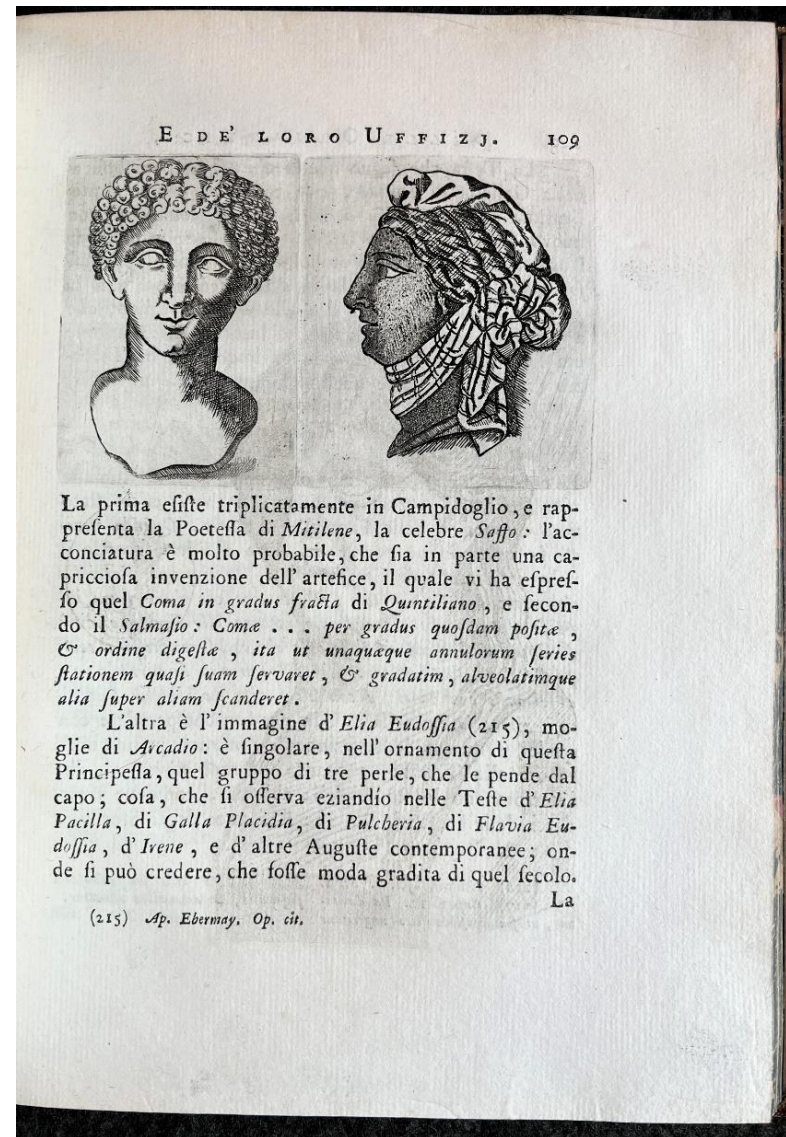 E DE' LORO UFFIZJ. 109
La prima eſiſte triplicatamente in Campidoglio, e rap-
preſenta la Poeteſſa di Mitilene, la celebre Saffo: l'ac-
conciatura è molto probabile, che ſia in parte una ca-
pricciofa invenzione dell' artefice, il quale vi ha eſpreſ-
ſo quel Coma in gradus fracta di Quintiliano, e ſecon-
do il Salmaſio: Comæ . . . per gradus quoſdam poſitæ,
& ordine digeſtæ, ita ut unaquæque annulorum ſeries
ſtationem quaſi ſuam ſervaret, & gradatim, alveolatimque
alia ſuper aliam ſcanderet.
L'altra è l'immagine d'Elia Eudoſſia (215), mo-
glie di Arcadio: è ſingolare, nell' ornamento di queſta
Principeſſa, quel gruppo di tre perle, che le pende dal
capo; coſa, che ſi oſſerva eziandío nelle Teſte d'Elia
Pacilla, di Galla Placidia, di Pulcheria, di Flavia Eu-
doſſia, d'Irene, e d'altre Auguſte contemporanee; on-
de ſi può credere, che foſſe moda gradita di quel ſecolo.
La
(215) Ap. Ebermay. Op. cit.